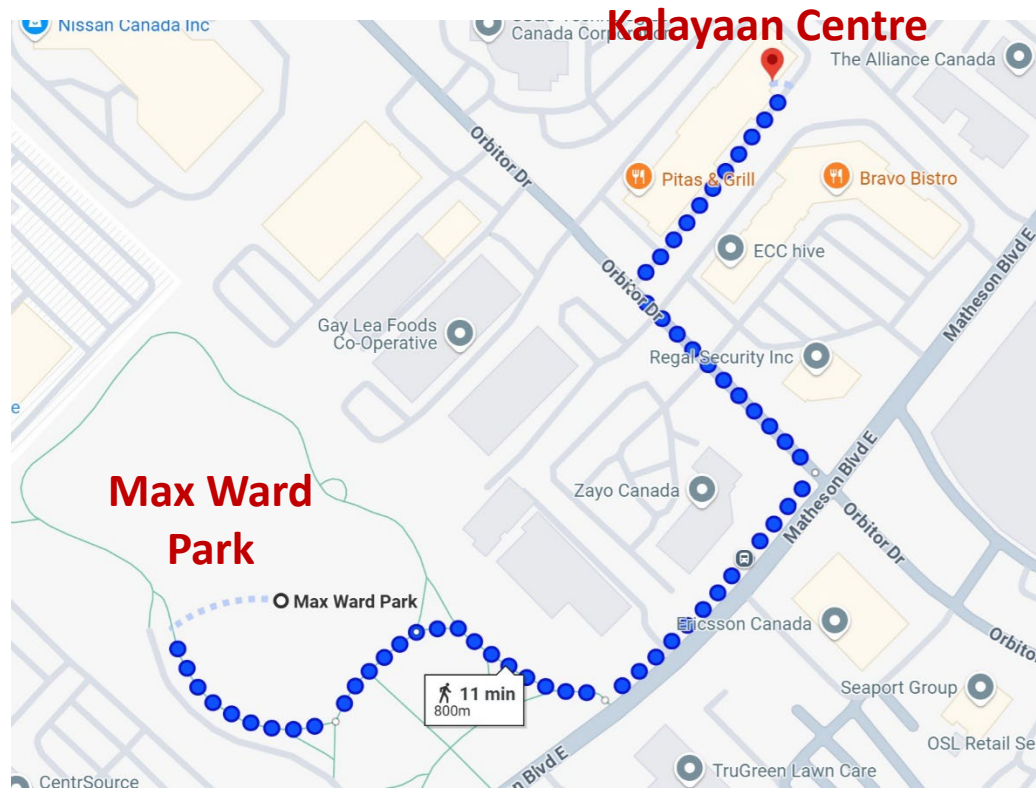 Kalayaan Centre
Nissan Canada Inc
Canada Corporation
The Alliance Canada
Orbitor Dr
Pitas & Grill
Bravo Bistro
ECC hive
Orbitor Dr
Matheson Blvd E
Gay Lea Foods
Co-Operative
Regal Security Inc
e
Max Ward
Park
Zayo Canada
Matheson Blvd E
Orbitor Dr
Max Ward Park
Ericsson Canada
Orbito
11 min
800m
Seaport Group
OSL Retail Se
Blvd E
TruGreen Lawn Care
CentrSource